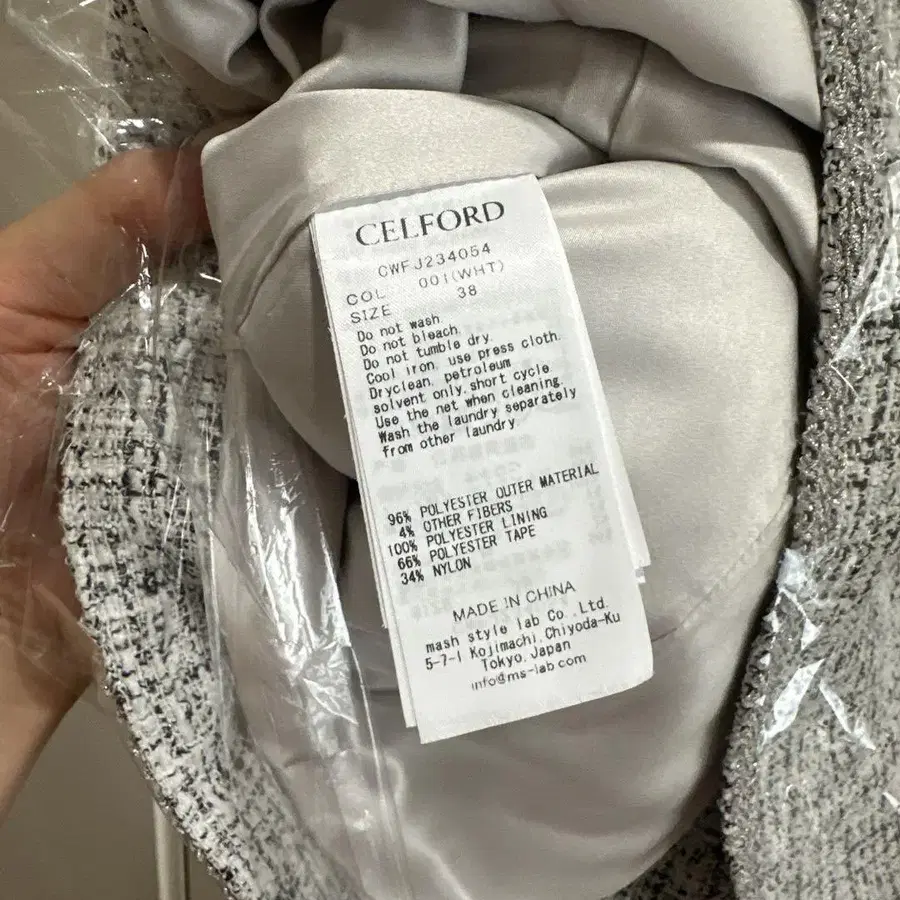 CELFORD
CWFJ234054
COL 001(WHT)
SIZE 38
Do not wash.
Do not bleach.
Do not tumble dry.
Cool iron, use press cloth.
Dryclean, petroleum
solvent only, short cycle
Use the net when cleaning.
Wash the laundry separately
from other laundry.
96% POLYESTER OUTER MATERIAL
4% OTHER FIBERS
100% POLYESTER LINING
66% POLYESTER TAPE
34% NYLON
MADE IN CHINA
mash style lab Co., Ltd.
5-7-1 Kojimachi, Chiyoda-Ku
Tokyo, Japan
info@ms-lab.com